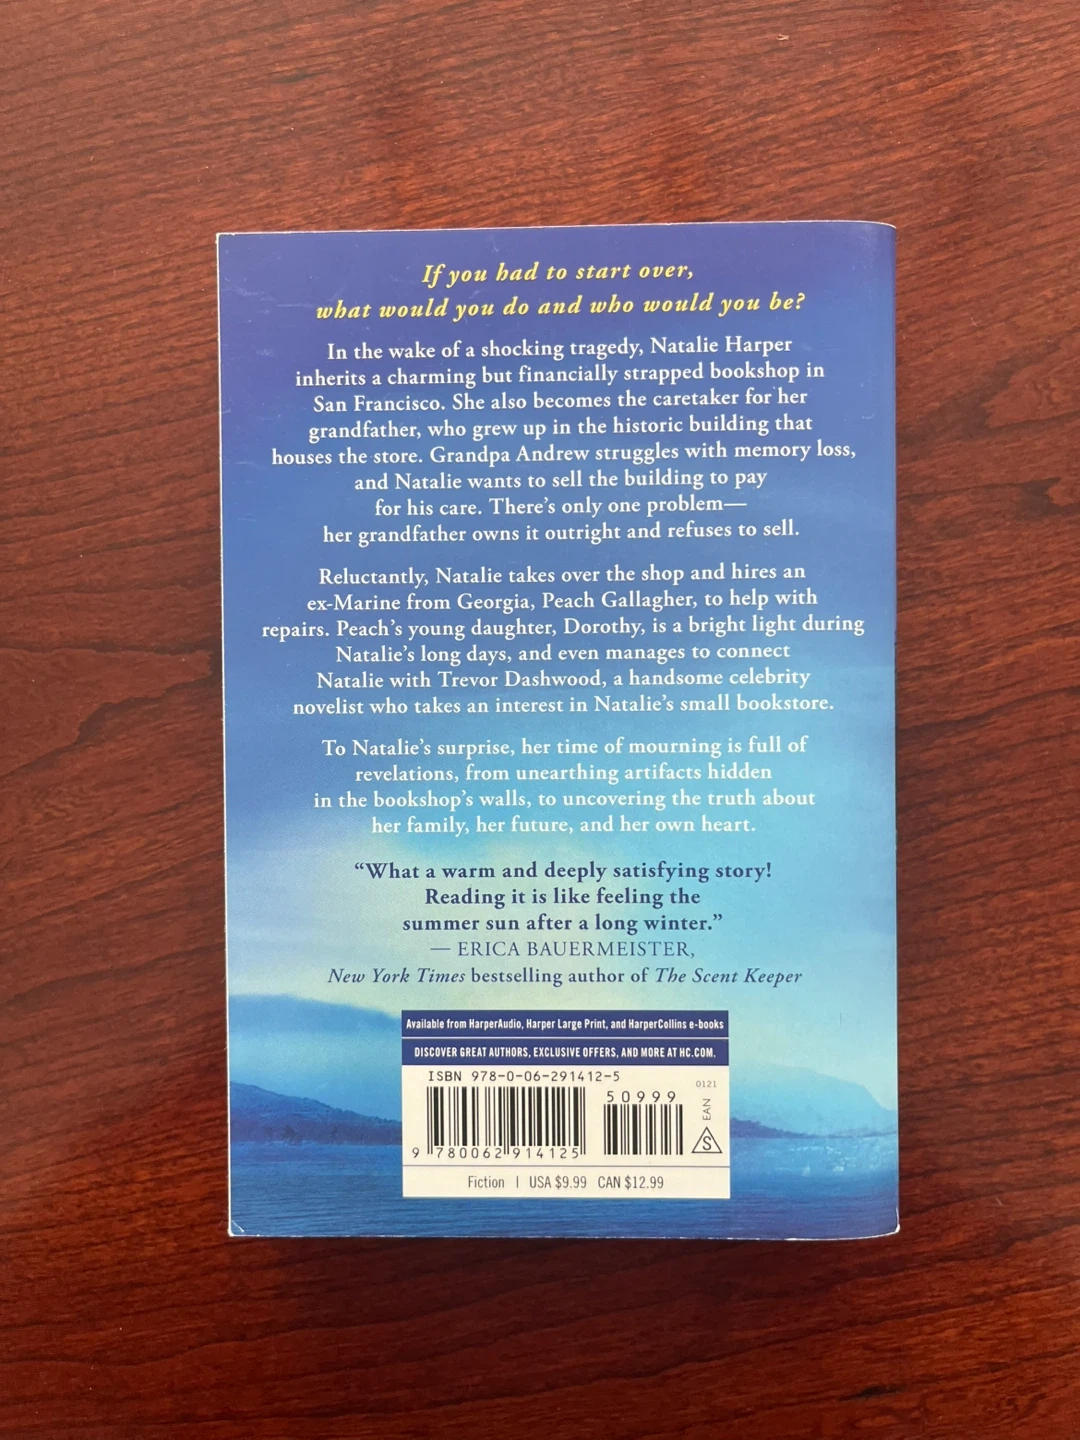 If you had to start over,
what would you do and who would you be?
In the wake of a shocking tragedy, Natalie Harper
inherits a charming but financially strapped bookshop in
San Francisco. She also becomes the caretaker for her
grandfather, who grew up in the historic building that
houses the store. Grandpa Andrew struggles with memory loss,
and Natalie wants to sell the building to pay
for his care. There's only one problem—
her grandfather owns it outright and refuses to sell.
Reluctantly, Natalie takes over the shop and hires an
ex-Marine from Georgia, Peach Gallagher, to help with
repairs. Peach's young daughter, Dorothy, is a bright light during
Natalie's long days, and even manages to connect
Natalie with Trevor Dashwood, a handsome celebrity
novelist who takes an interest in Natalie's small bookstore.
To Natalie's surprise, her time of mourning is full of
revelations, from unearthing artifacts hidden
in the bookshop's walls, to uncovering the truth about
her family, her future, and her own heart.
“What a warm and deeply satisfying story!
Reading it is like feeling the
summer sun after a long winter.”
— ERICA BAUERMEISTER,
New York Times bestselling author of The Scent Keeper
Available from HarperAudio, Harper Large Print, and HarperCollins e-books
DISCOVER GREAT AUTHORS, EXCLUSIVE OFFERS, AND MORE AT HC.COM.
ISBN 978-0-06-291412-5
50999
0121
EAN
S
9 780062 914125
Fiction | USA $9.99 CAN $12.99